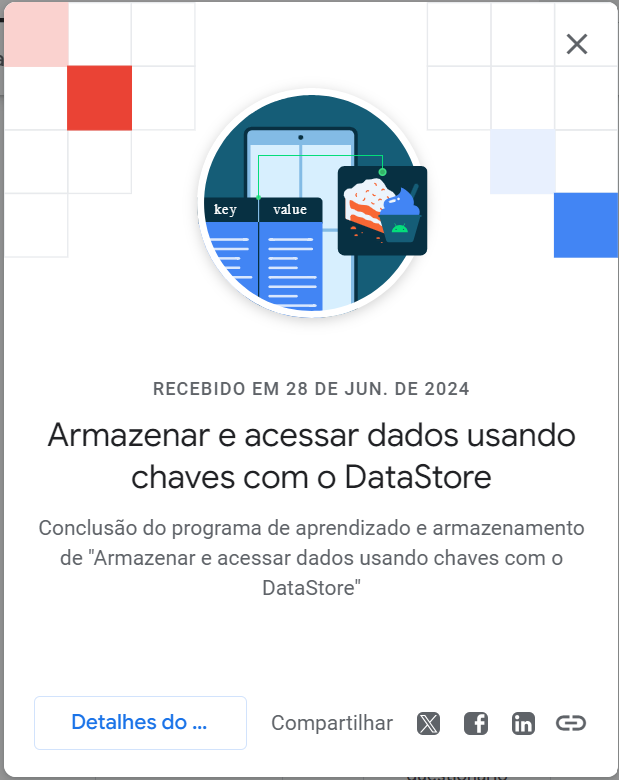 key value
RECEBIDO EM 28 DE JUN. DE 2024
Armazenar e acessar dados usando
chaves com o DataStore
Conclusão do programa de aprendizado e armazenamento
de "Armazenar e acessar dados usando chaves com o
DataStore"
Detalhes do ...
Compartilhar